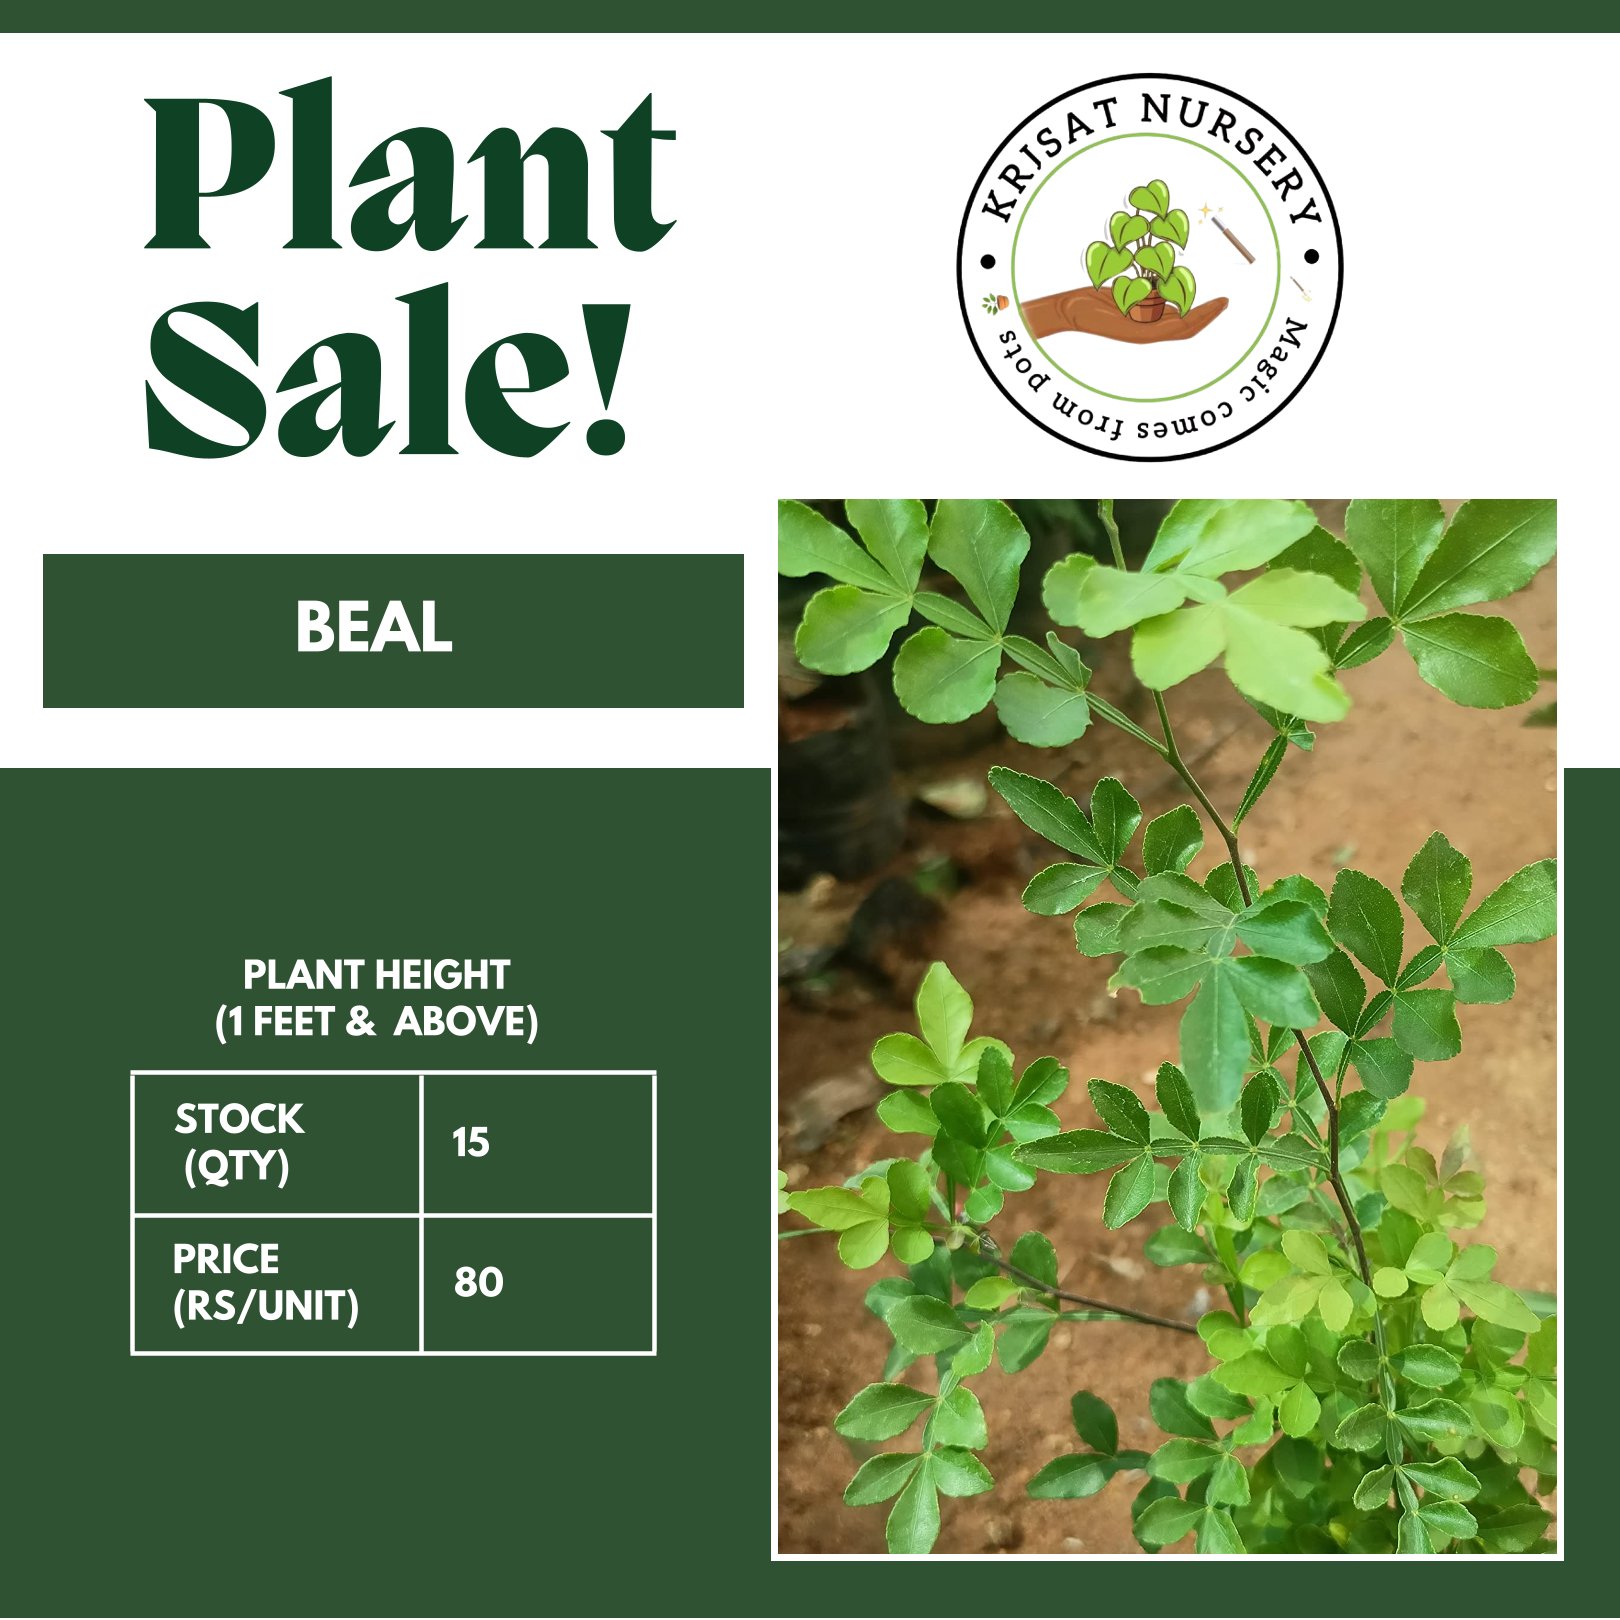 Plant
Sale!
KRJSAT NURSERY
Magic comes from pots
BEAL
PLANT HEIGHT
(1 FEET & ABOVE)
STOCK
(QTY)
15
PRICE
(RS/UNIT)
80